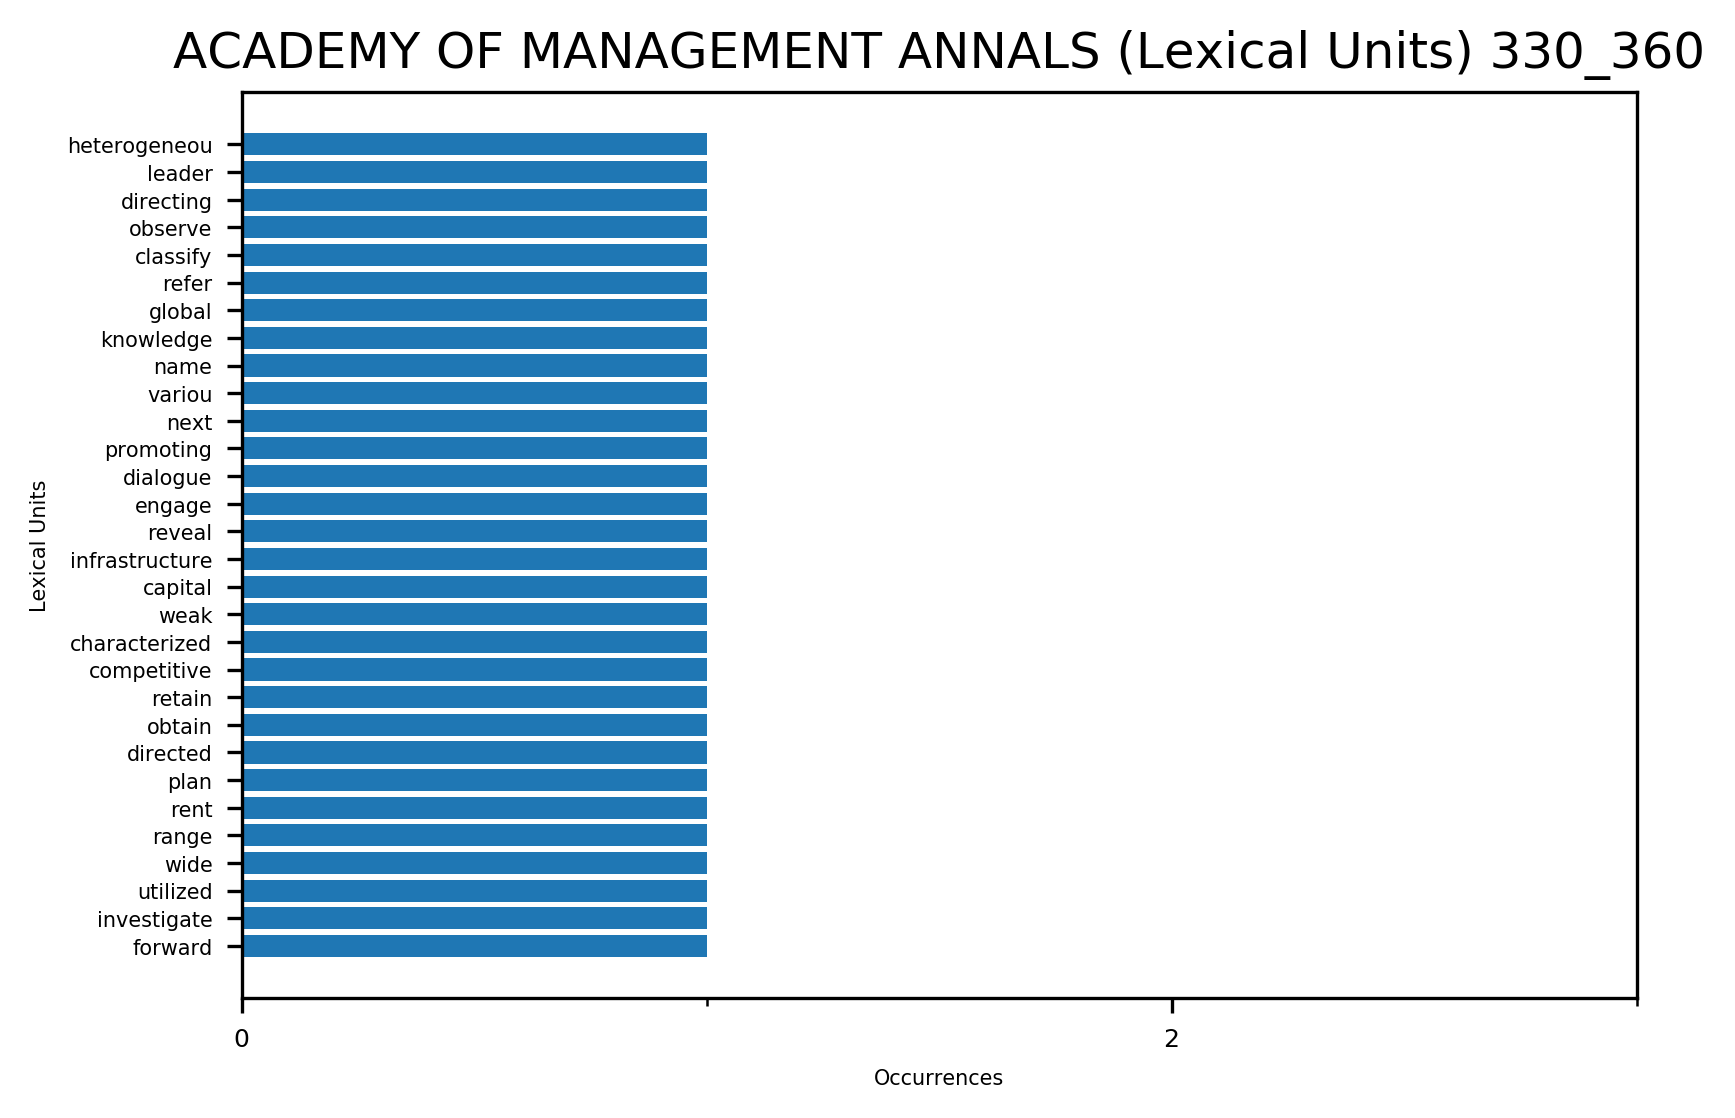 ACADEMY OF MANAGEMENT ANNALS (Lexical Units) 330_360
heterogeneou
leader
directing
observe
classify
refer
global
knowledge
name
variou
next
promoting
dialogue
engage
reveal
infrastructure
capital
weak
characterized
competitive
retain
obtain
directed
plan
rent
range
wide
utilized
investigate
forward
Lexical Units
0 2
Occurrences